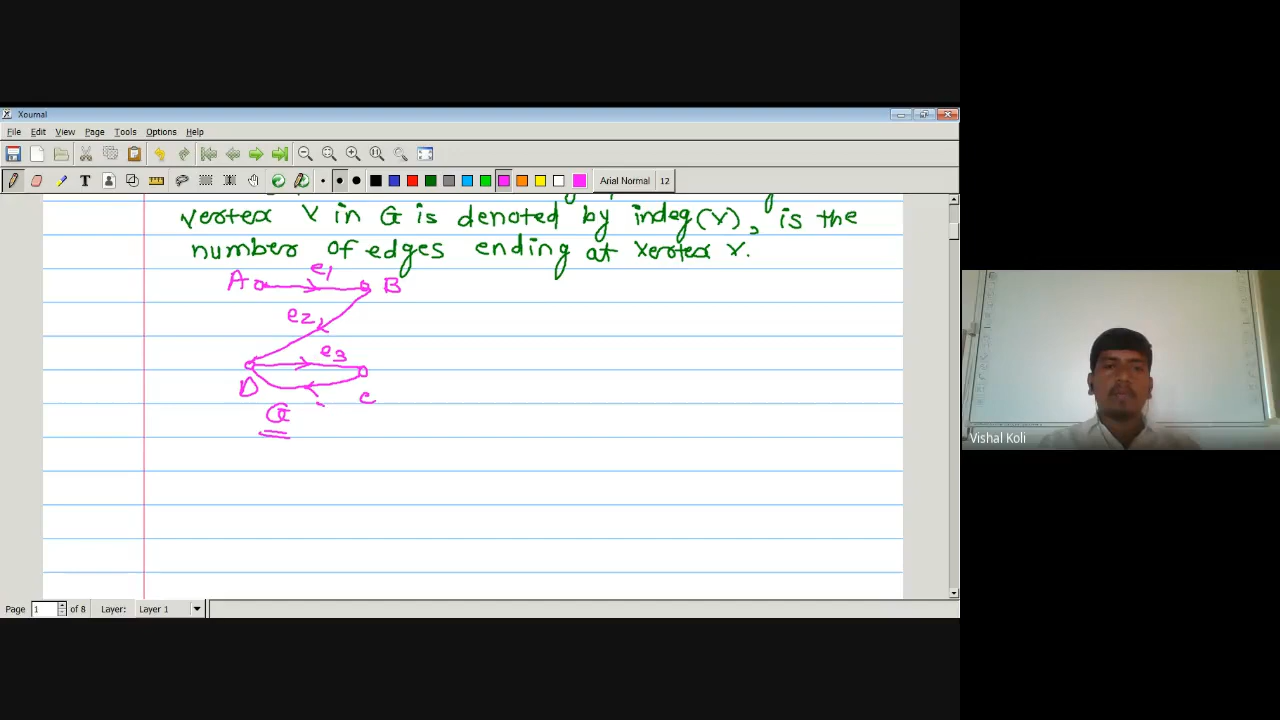 Xournal
File Edit View Page Tools Options Help
Arial Normal 12
vertex v in G is denoted by indeg(v), is the
number of edges ending at vertex v.
A e1 B
e2
e3
D C
G
Vishal Koli
Page 1 of 8 Layer: Layer 1